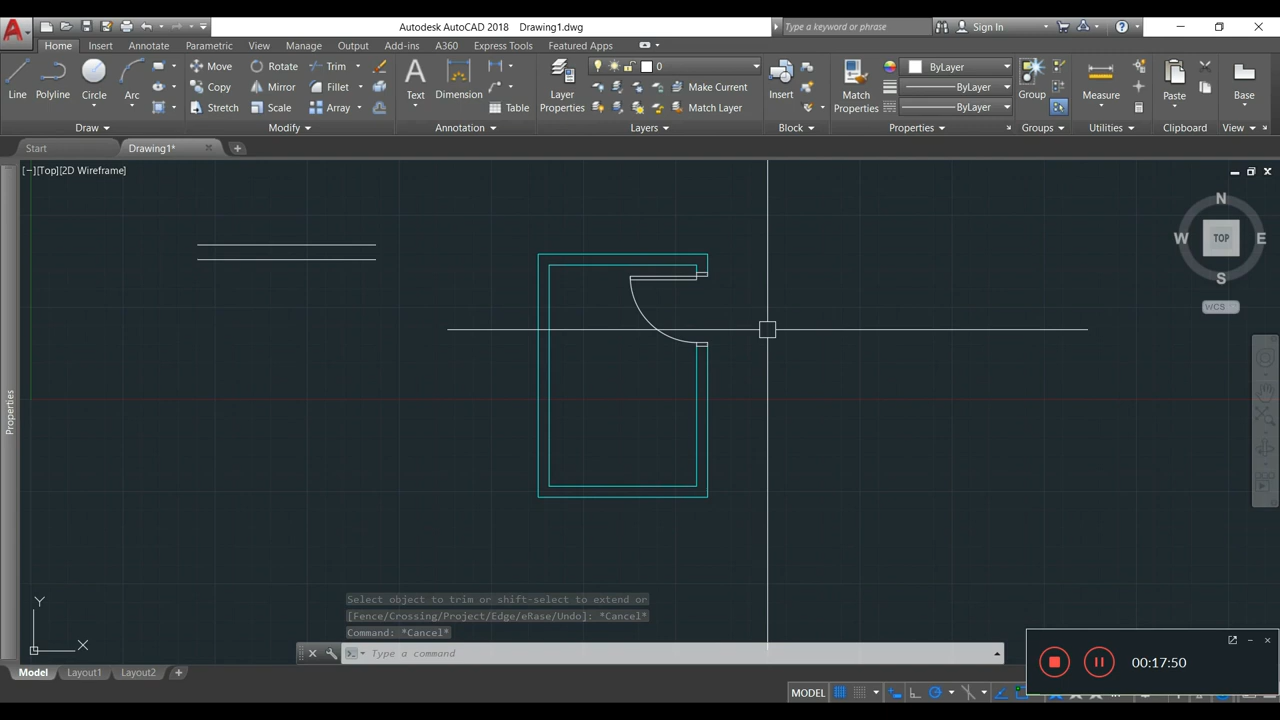 Autodesk AutoCAD 2018 Drawing1.dwg
Type a keyword or phrase
Sign In
Home Insert Annotate Parametric View Manage Output Add-ins A360 Express Tools Featured Apps
Line
Polyline
Circle
Arc
Move
Rotate
Trim
Copy
Mirror
Fillet
Stretch
Scale
Array
Text
Dimension
Table
Layer
Properties
0
Make Current
Match Layer
Insert
Match
Properties
ByLayer
ByLayer
ByLayer
Group
Measure
Paste
Base
Draw
Modify
Annotation
Layers
Block
Properties
Groups
Utilities
Clipboard
View
Start
Drawing1*
[−][Top][2D Wireframe]
N
W
TOP
E
S
WCS
Properties
Y
X
Select object to trim or shift-select to extend or
[Fence/Crossing/Project/Edge/eRase/Undo]: *Cancel*
Command: *Cancel*
Type a command
00:17:50
Model Layout1 Layout2
MODEL